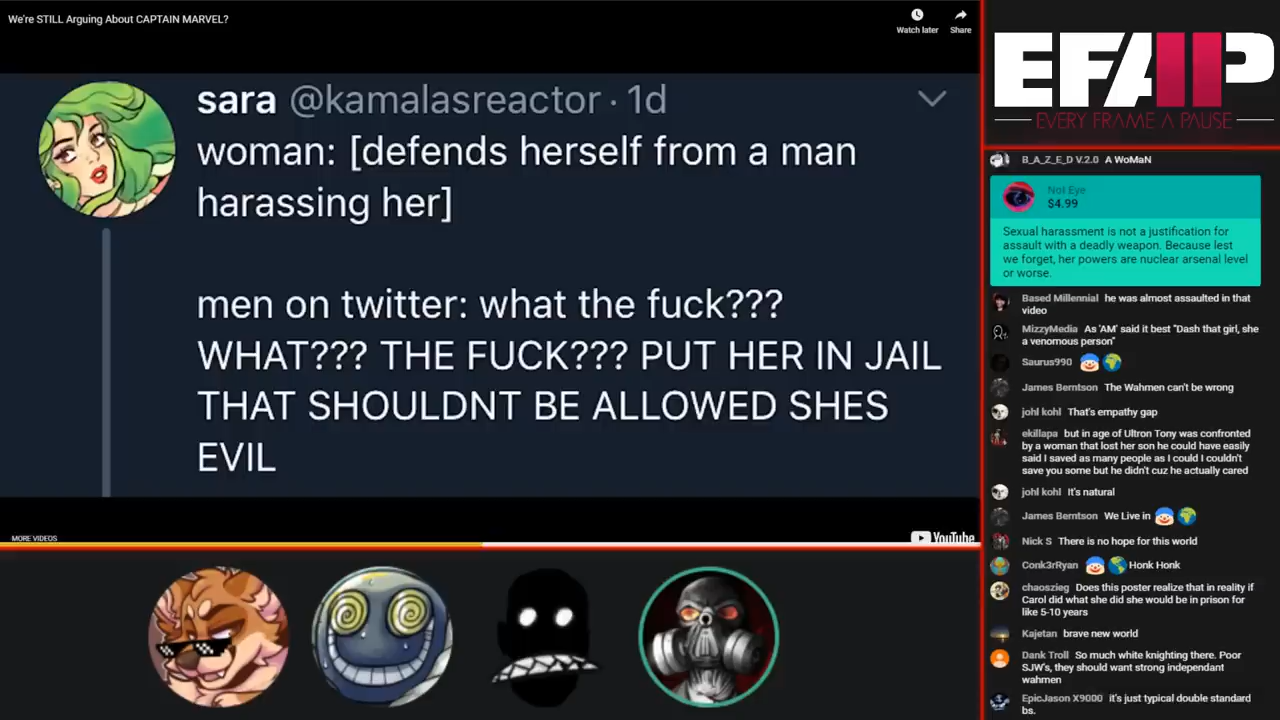 We're STILL Arguing About CAPTAIN MARVEL?
Watch later
Share
sara @kamalasreactor · 1d
woman: [defends herself from a man
harassing her]
men on twitter: what the fuck???
WHAT??? THE FUCK??? PUT HER IN JAIL
THAT SHOULDNT BE ALLOWED SHES
EVIL
MORE VIDEOS
YouTube
EFAP
EVERY FRAME A PAUSE
B_A_Z_E_D V.2.0 A WoMaN
Not Eye
$4.99
Sexual harassment is not a justification for
assault with a deadly weapon. Because lest
we forget, her powers are nuclear arsenal level
or worse.
Based Millennial he was almost assaulted in that
video
MizzyMedia As 'AM' said it best "Dash that girl, she
a venomous person"
Saurus990
James Berntson The Wahmen can't be wrong
johl kohl That's empathy gap
ekillapa but in age of Ultron Tony was confronted
by a woman that lost her son he could have easily
said I saved as many people as I could I couldn't
save you some but he didn't cuz he actually cared
johl kohl It's natural
James Berntson We Live in
Nick S There is no hope for this world
Conk3rRyan Honk Honk
chaoszieg Does this poster realize that in reality if
Carol did what she did she would be in prison for
like 5-10 years
Kajetan brave new world
Dank Troll So much white knighting there. Poor
SJW's, they should want strong independant
wahmen
EpicJason X9000 it's just typical double standard
bs.